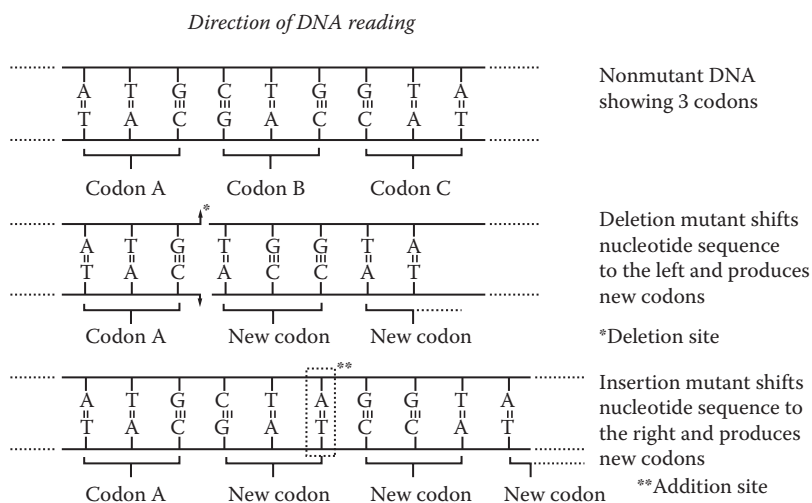 Direction of DNA reading
A T G C T G G T A
T A C G A C C A T
Nonmutant DNA
showing 3 codons
Codon A Codon B Codon C
*
A T G T G G T A
T A C A C C A T
Deletion mutant shifts
nucleotide sequence
to the left and produces
new codons
Codon A New codon New codon
*Deletion site
**
A T G C T A G G T A
T A C G A T C C A T
Insertion mutant shifts
nucleotide sequence to
the right and produces
new codons
Codon A New codon New codon New codon
**Addition site